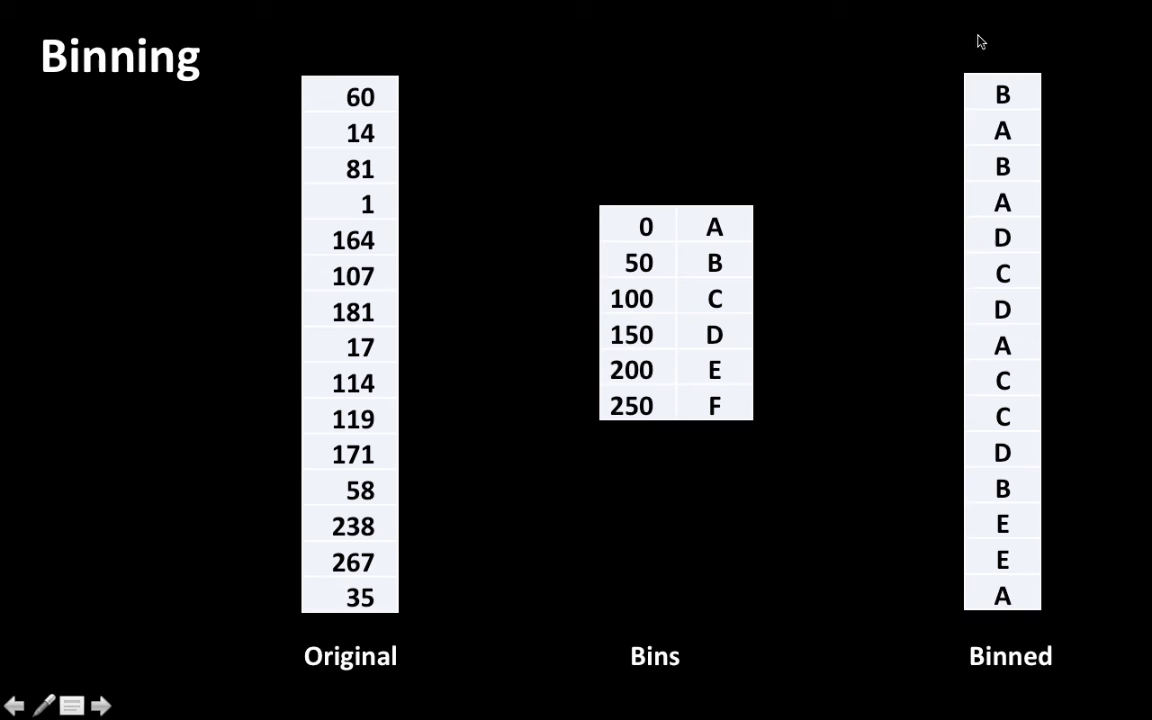 Binning
60
14
81
1
164
107
181
17
114
119
171
58
238
267
35
Original
0 A
50 B
100 C
150 D
200 E
250 F
Bins
B
A
B
A
D
C
D
A
C
C
D
B
E
E
A
Binned